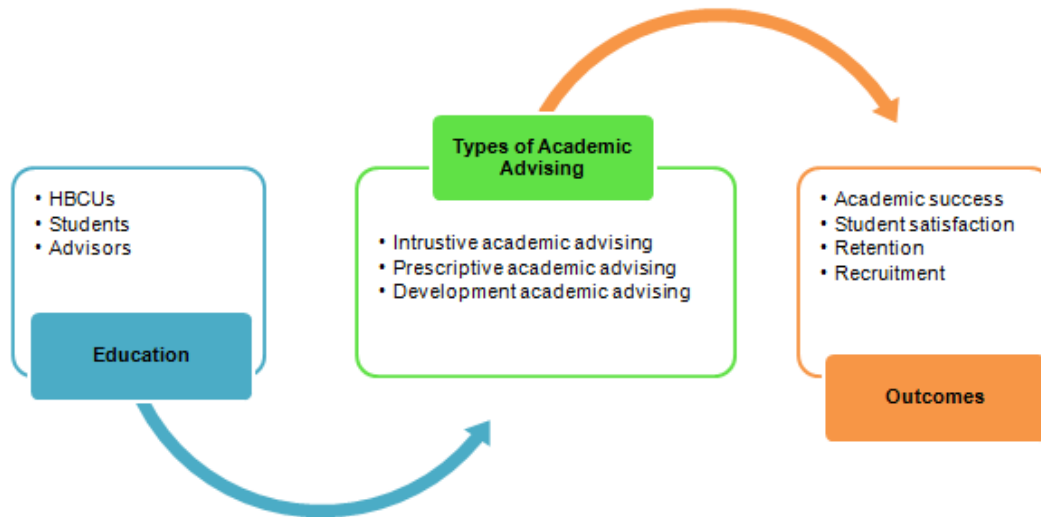 • HBCUs
• Students
• Advisors
Education
Types of Academic
Advising
• Intrustive academic advising
• Prescriptive academic advising
• Development academic advising
• Academic success
• Student satisfaction
• Retention
• Recruitment
Outcomes